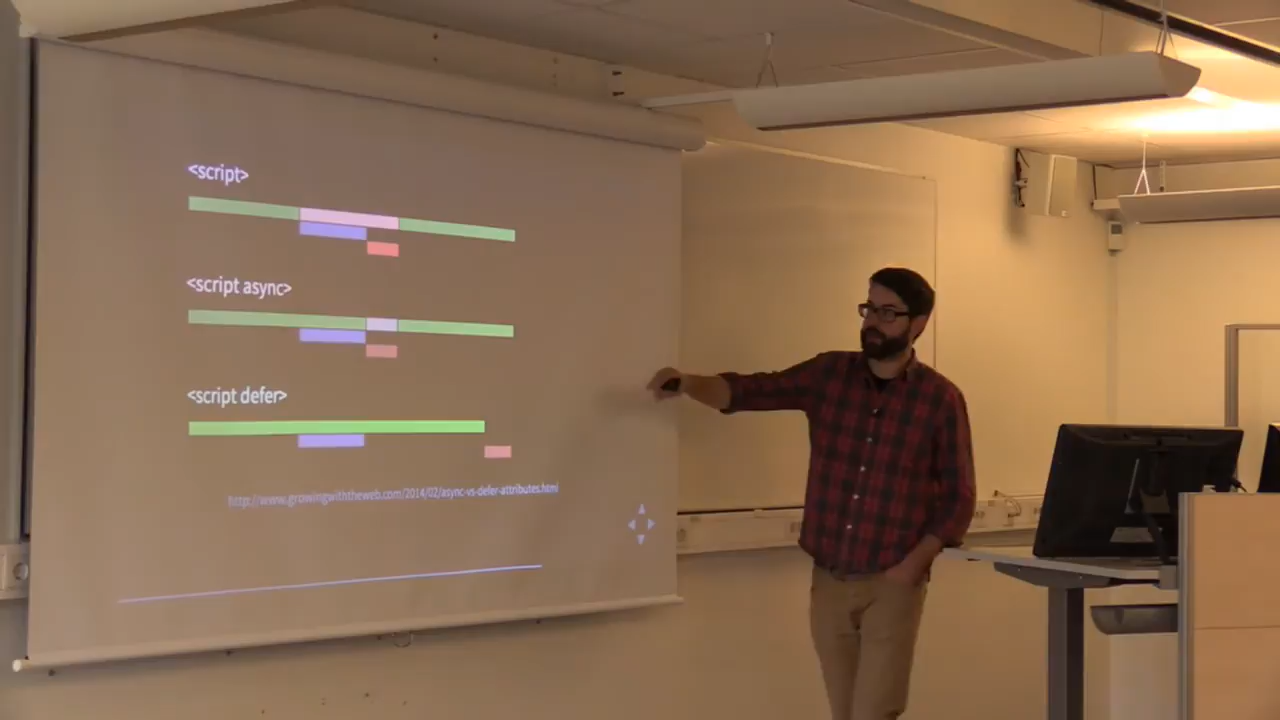 <script>
<script async>
<script defer>
http://www.growingwiththeweb.com/2014/02/async-vs-defer-attributes.html